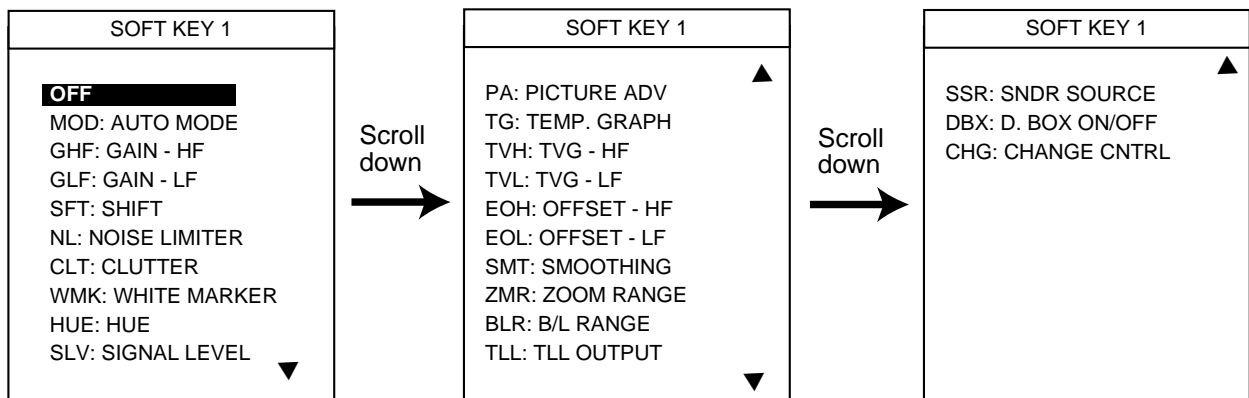 SOFT KEY 1
OFF
MOD: AUTO MODE
GHF: GAIN - HF
GLF: GAIN - LF
SFT: SHIFT
NL: NOISE LIMITER
CLT: CLUTTER
WMK: WHITE MARKER
HUE: HUE
SLV: SIGNAL LEVEL
Scroll
down
SOFT KEY 1
PA: PICTURE ADV
TG: TEMP. GRAPH
TVH: TVG - HF
TVL: TVG - LF
EOH: OFFSET - HF
EOL: OFFSET - LF
SMT: SMOOTHING
ZMR: ZOOM RANGE
BLR: B/L RANGE
TLL: TLL OUTPUT
Scroll
down
SOFT KEY 1
SSR: SNDR SOURCE
DBX: D. BOX ON/OFF
CHG: CHANGE CNTRL